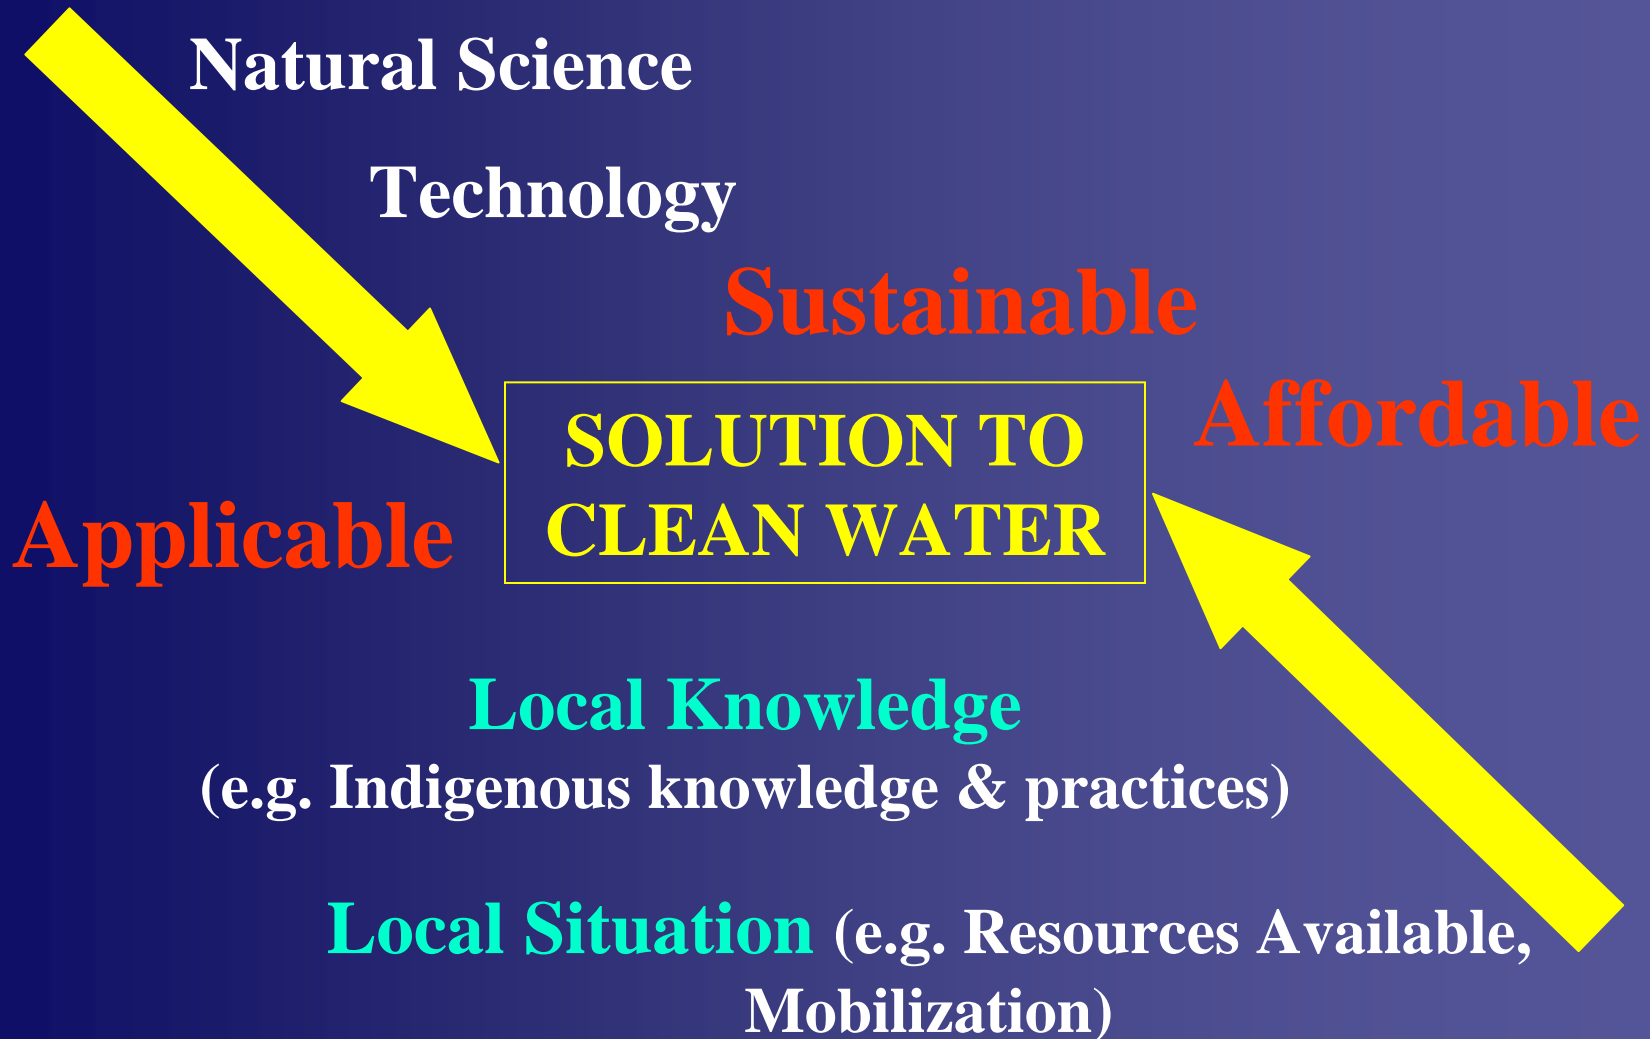 Natural Science
Technology
Sustainable
Affordable
SOLUTION TO
CLEAN WATER
Applicable
Local Knowledge
(e.g. Indigenous knowledge & practices)
Local Situation (e.g. Resources Available,
Mobilization)